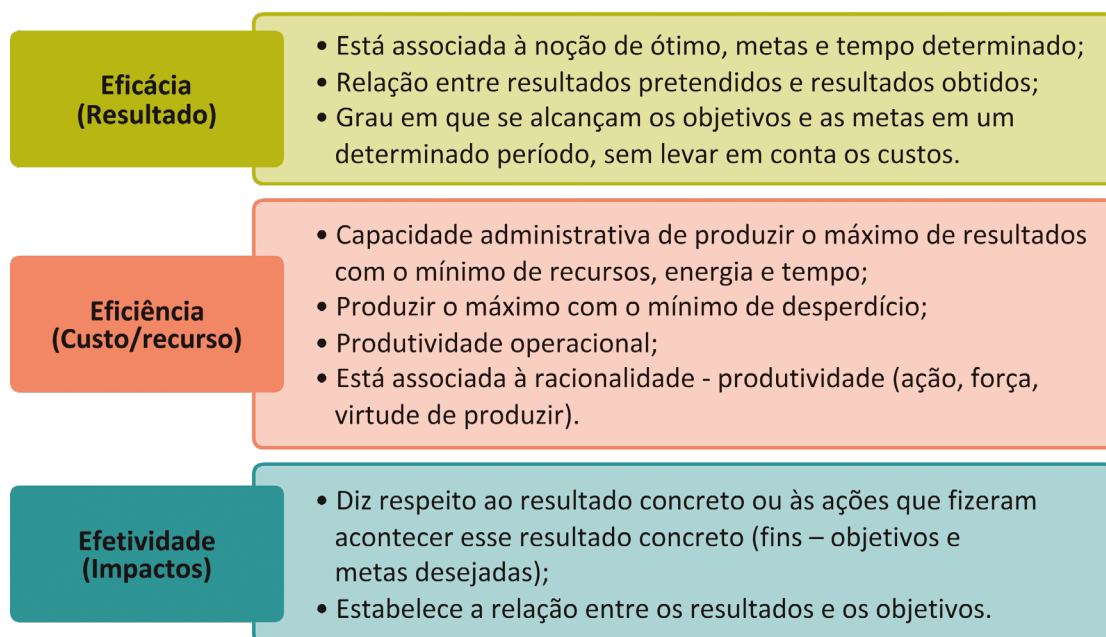 Eficácia
(Resultado)
• Está associada à noção de ótimo, metas e tempo determinado;
• Relação entre resultados pretendidos e resultados obtidos;
• Grau em que se alcançam os objetivos e as metas em um
determinado período, sem levar em conta os custos.
Eficiência
(Custo/recurso)
• Capacidade administrativa de produzir o máximo de resultados
com o mínimo de recursos, energia e tempo;
• Produzir o máximo com o mínimo de desperdício;
• Produtividade operacional;
• Está associada à racionalidade - produtividade (ação, força,
virtude de produzir).
Efetividade
(Impactos)
• Diz respeito ao resultado concreto ou às ações que fizeram
acontecer esse resultado concreto (fins – objetivos e
metas desejadas);
• Estabelece a relação entre os resultados e os objetivos.